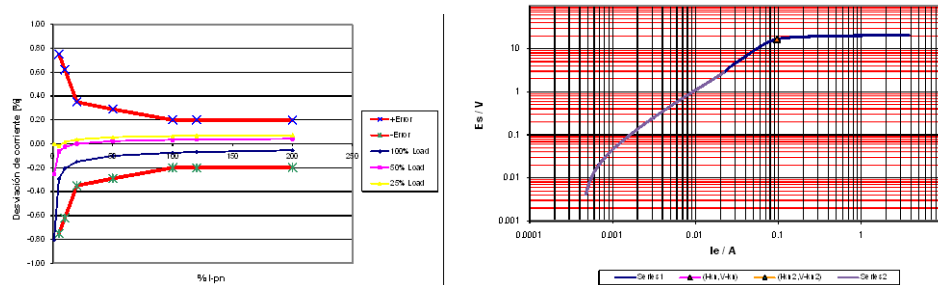 1.00
0.80
0.60
0.40
0.20
0.00
-0.20
-0.40
-0.60
-0.80
-1.00
50 100 150 200 250
Desviación de corriente [%]
%I-pn
+Error
-Error
100% Load
50% Load
25% Load
10
1
0.1
0.01
0.001
0.0001 0.001 0.01 0.1 1
Es / V
Ie / A
Series1
Series2